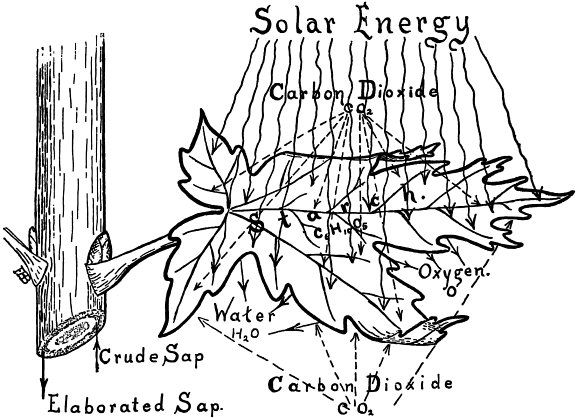 Solar Energy
Carbon Dioxide
CO₂
Starch.
C₆H₁₀O₅
Oxygen.
O
Water
H₂O
Crude Sap
Elaborated Sap.
Carbon Dioxide
CO₂